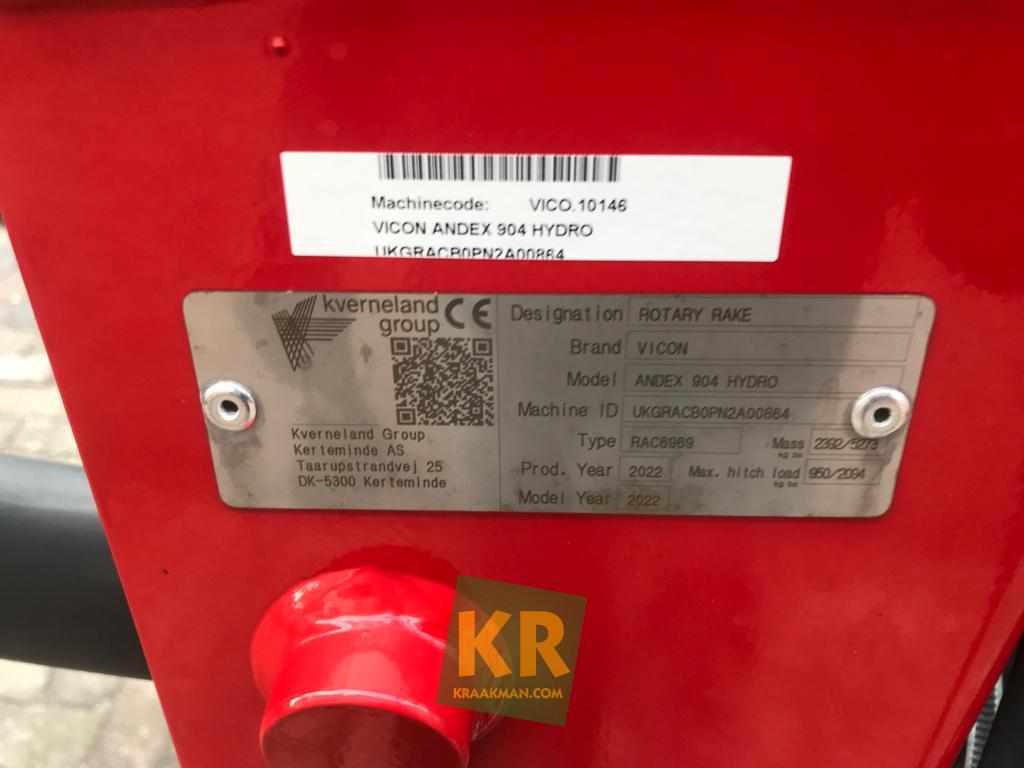 Machinecode: VICO.10146
VICON ANDEX 904 HYDRO
UKGRACB0PN2A00864
kverneland
group CE
Kverneland Group
Kerteminde AS
Taarupstrandvej 25
DK-5300 Kerteminde
Designation ROTARY RAKE
Brand VICON
Model ANDEX 904 HYDRO
Machine ID UKGRACB0PN2A00864
Type RAC6969 Mass kg lbs 2392/5273
Prod. Year 2022 Max. hitch load kg lbs 950/2094
Model Year 2022
KR
KRAAKMAN.COM